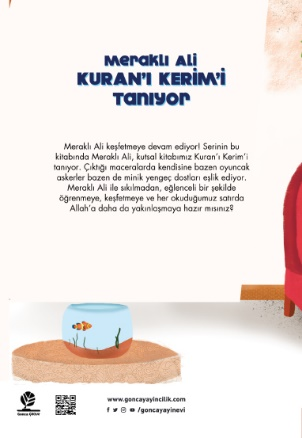 Meraklı Ali
KURAN'I KERİM'İ
Tanıyor
Meraklı Ali keşfetmeye devam ediyor! Serinin bu
kitabında Meraklı Ali, kutsal kitabımız Kuran'ı Kerim'i
tanıyor. Çıktığı maceralarda kendisine bazen oyuncak
askerler bazen de minik yengeç dostları eşlik ediyor.
Meraklı Ali ile sıkılmadan, eğlenceli bir şekilde
öğrenmeye, keşfetmeye ve her okuduğumuz satırda
Allah'a daha da yakınlaşmaya hazır mısınız?
www.goncayayincilik.com
/goncayayinevi